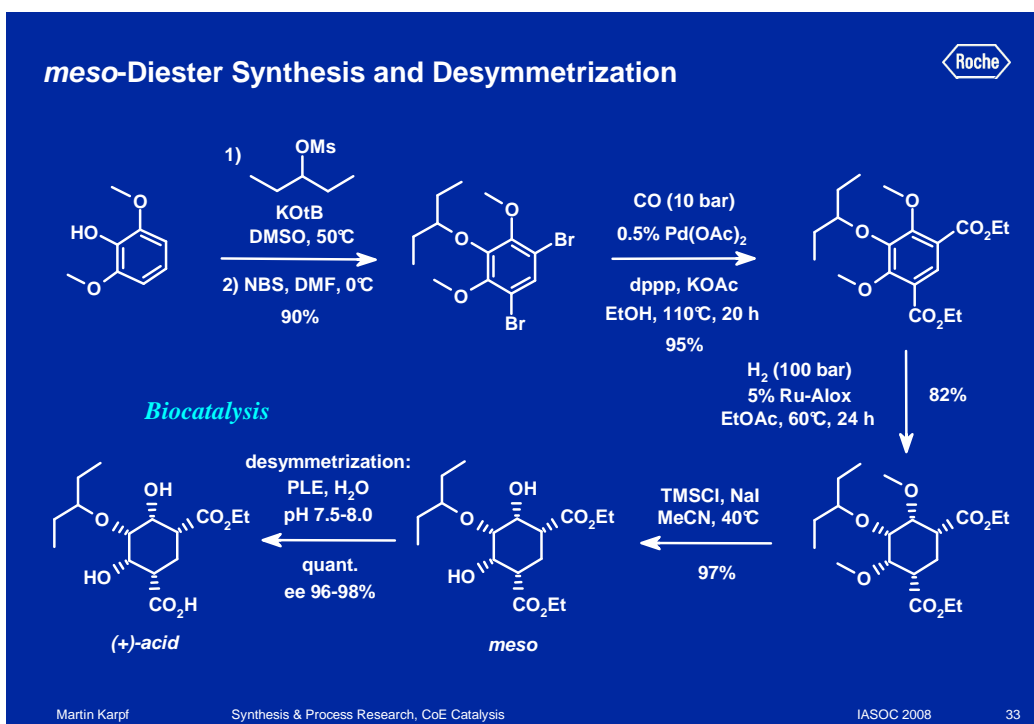 meso-Diester Synthesis and Desymmetrization
Roche
1)
OMs
KOtB
DMSO, 50°C
2) NBS, DMF, 0°C
90%
O
HO
O
O
O
O
Br
Br
CO (10 bar)
0.5% Pd(OAc)₂
dppp, KOAc
EtOH, 110°C, 20 h
95%
O
O
O
CO₂Et
CO₂Et
H₂ (100 bar)
5% Ru-Alox
EtOAc, 60°C, 24 h
82%
Biocatalysis
O
O
O
CO₂Et
CO₂Et
TMSCl, NaI
MeCN, 40°C
97%
OH
O
HO
CO₂Et
CO₂Et
meso
desymmetrization:
PLE, H₂O
pH 7.5-8.0
quant.
ee 96-98%
OH
O
HO
CO₂Et
CO₂H
(+)-acid
Martin Karpf
Synthesis & Process Research, CoE Catalysis
IASOC 2008
33